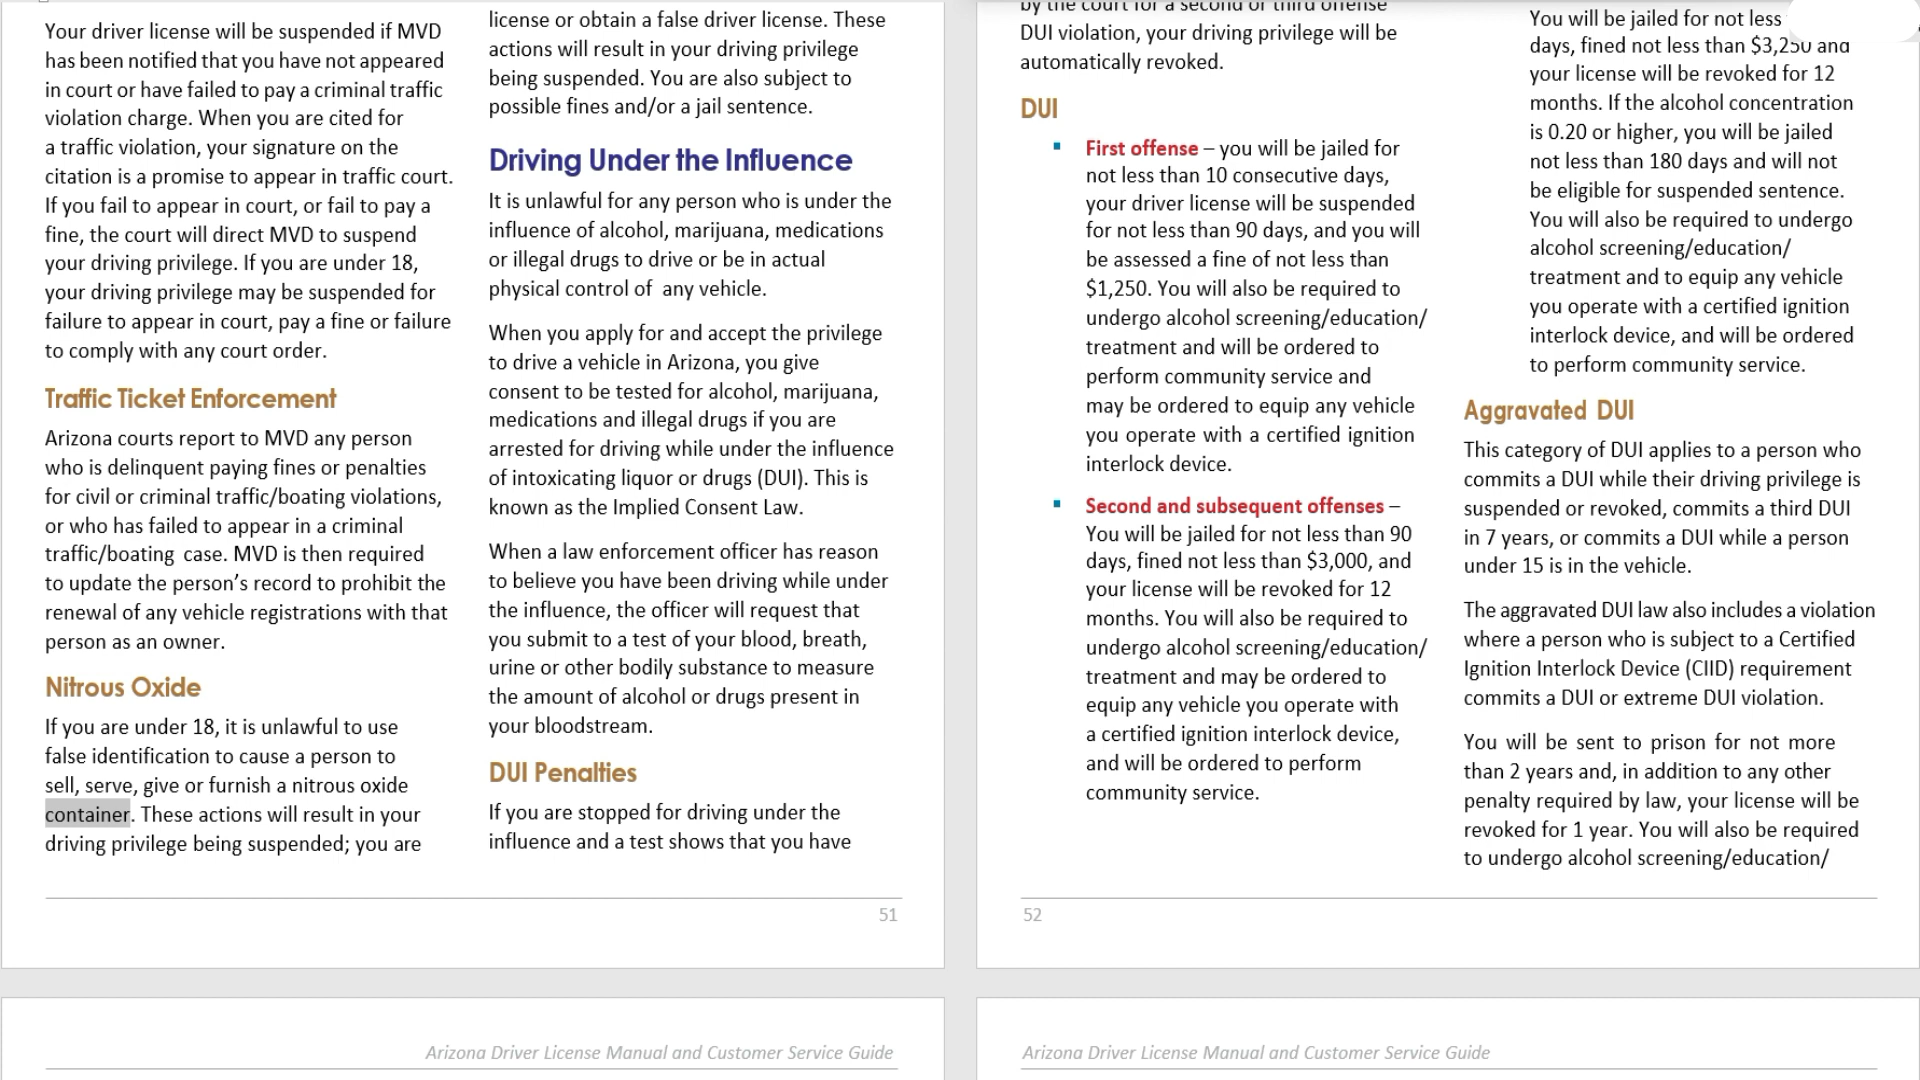 Your driver license will be suspended if MVD
has been notified that you have not appeared
in court or have failed to pay a criminal traffic
violation charge. When you are cited for
a traffic violation, your signature on the
citation is a promise to appear in traffic court.
If you fail to appear in court, or fail to pay a
fine, the court will direct MVD to suspend
your driving privilege. If you are under 18,
your driving privilege may be suspended for
failure to appear in court, pay a fine or failure
to comply with any court order.
Traffic Ticket Enforcement
Arizona courts report to MVD any person
who is delinquent paying fines or penalties
for civil or criminal traffic/boating violations,
or who has failed to appear in a criminal
traffic/boating case. MVD is then required
to update the person’s record to prohibit the
renewal of any vehicle registrations with that
person as an owner.
Nitrous Oxide
If you are under 18, it is unlawful to use
false identification to cause a person to
sell, serve, give or furnish a nitrous oxide
container. These actions will result in your
driving privilege being suspended; you are
license or obtain a false driver license. These
actions will result in your driving privilege
being suspended. You are also subject to
possible fines and/or a jail sentence.
Driving Under the Influence
It is unlawful for any person who is under the
influence of alcohol, marijuana, medications
or illegal drugs to drive or be in actual
physical control of any vehicle.
When you apply for and accept the privilege
to drive a vehicle in Arizona, you give
consent to be tested for alcohol, marijuana,
medications and illegal drugs if you are
arrested for driving while under the influence
of intoxicating liquor or drugs (DUI). This is
known as the Implied Consent Law.
When a law enforcement officer has reason
to believe you have been driving while under
the influence, the officer will request that
you submit to a test of your blood, breath,
urine or other bodily substance to measure
the amount of alcohol or drugs present in
your bloodstream.
DUI Penalties
If you are stopped for driving under the
influence and a test shows that you have
51
by the court for a second or third offense
DUI violation, your driving privilege will be
automatically revoked.
DUI
First offense – you will be jailed for
not less than 10 consecutive days,
your driver license will be suspended
for not less than 90 days, and you will
be assessed a fine of not less than
$1,250. You will also be required to
undergo alcohol screening/education/
treatment and will be ordered to
perform community service and
may be ordered to equip any vehicle
you operate with a certified ignition
interlock device.
Second and subsequent offenses –
You will be jailed for not less than 90
days, fined not less than $3,000, and
your license will be revoked for 12
months. You will also be required to
undergo alcohol screening/education/
treatment and may be ordered to
equip any vehicle you operate with
a certified ignition interlock device,
and will be ordered to perform
community service.
You will be jailed for not less
days, fined not less than $3,250 and
your license will be revoked for 12
months. If the alcohol concentration
is 0.20 or higher, you will be jailed
not less than 180 days and will not
be eligible for suspended sentence.
You will also be required to undergo
alcohol screening/education/
treatment and to equip any vehicle
you operate with a certified ignition
interlock device, and will be ordered
to perform community service.
Aggravated DUI
This category of DUI applies to a person who
commits a DUI while their driving privilege is
suspended or revoked, commits a third DUI
in 7 years, or commits a DUI while a person
under 15 is in the vehicle.
The aggravated DUI law also includes a violation
where a person who is subject to a Certified
Ignition Interlock Device (CIID) requirement
commits a DUI or extreme DUI violation.
You will be sent to prison for not more
than 2 years and, in addition to any other
penalty required by law, your license will be
revoked for 1 year. You will also be required
to undergo alcohol screening/education/
52
Arizona Driver License Manual and Customer Service Guide
Arizona Driver License Manual and Customer Service Guide